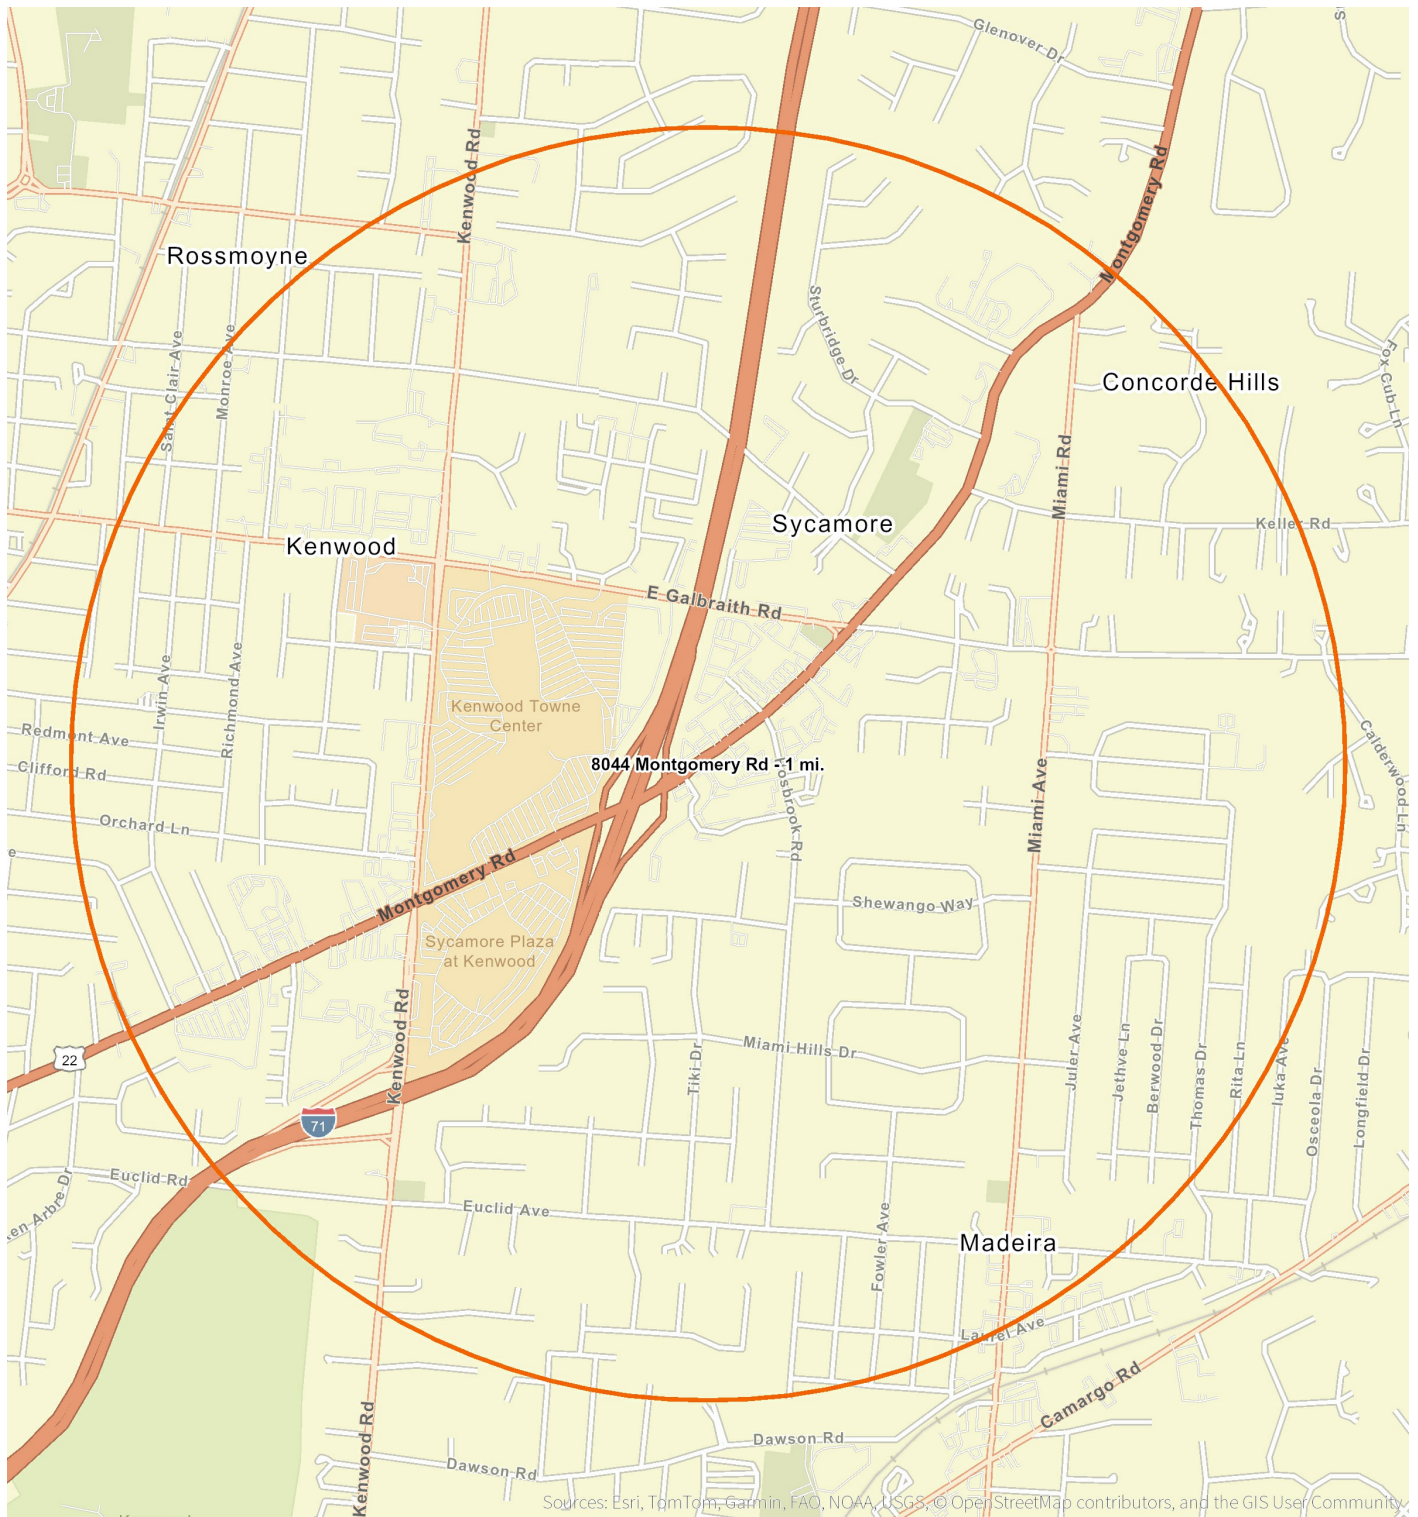 Glenover Dr
Kenwood Rd
Montgomery Rd
Rossmoyne
Sturbridge Dr
Saint Clair Ave
Monroe Ave
Fox Cub Ln
Concorde Hills
Miami Rd
Sycamore
Keller Rd
Kenwood
E Galbraith Rd
Irwin Ave
Richmond Ave
Kenwood Towne
Center
Redmont Ave
Clifford Rd
8044 Montgomery Rd - 1 mi.
Calderwood Ln
Miami Ave
Orchard Ln
Montgomery Rd
Shewango Way
Sycamore Plaza
at Kenwood
Kenwood Rd
22
Miami Hills Dr
Tiki Dr
Juler Ave
Jethve Ln
Berwood Dr
Thomas Dr
Rita Ln
Iuka Ave
Osceola Dr
Longfield Dr
71
Euclid Rd
Euclid Ave
Fowler Ave
Madeira
Laurel Ave
Camargo Rd
Kenwood Rd
Dawson Rd
Dawson Rd
Sources: Esri, TomTom, Garmin, FAO, NOAA, USGS, © OpenStreetMap contributors, and the GIS User Community